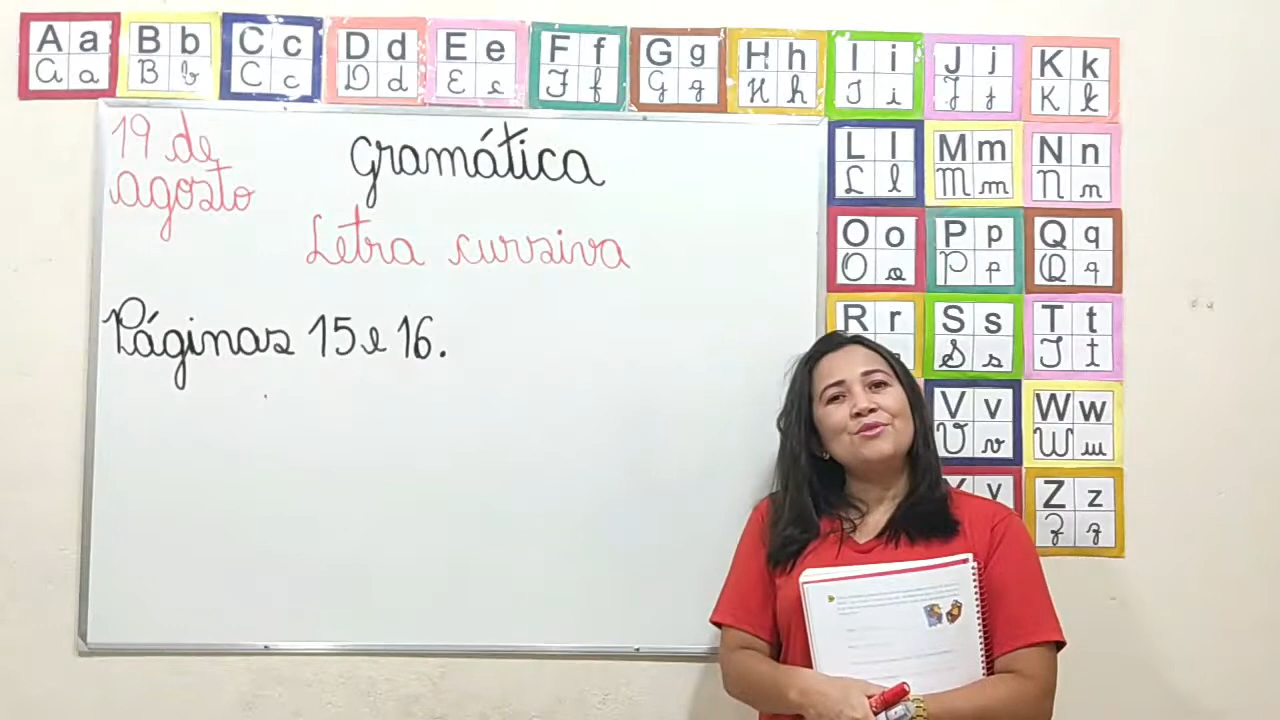 A a
A a
B b
B b
C c
C c
D d
D d
E e
E e
F f
F f
G g
G g
H h
H h
I i
I i
J j
J j
K k
K k
L l
L l
M m
M m
N n
N n
O o
O o
P p
P p
Q q
Q q
R r
S s
S s
T t
T t
V v
V v
W w
W w
Z z
Z z
19 de
agosto
gramática
Letra cursiva
Páginas 15 e 16.